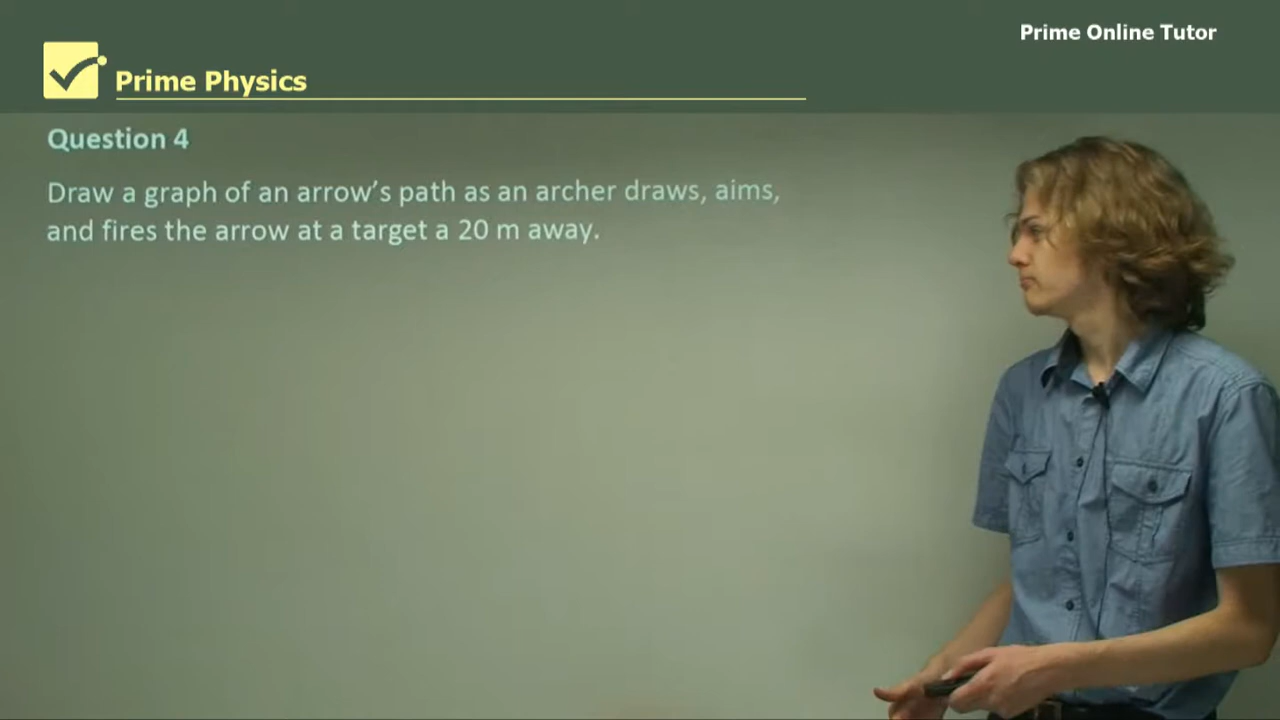 Prime Online Tutor
Prime Physics
Question 4
Draw a graph of an arrow’s path as an archer draws, aims,
and fires the arrow at a target a 20 m away.